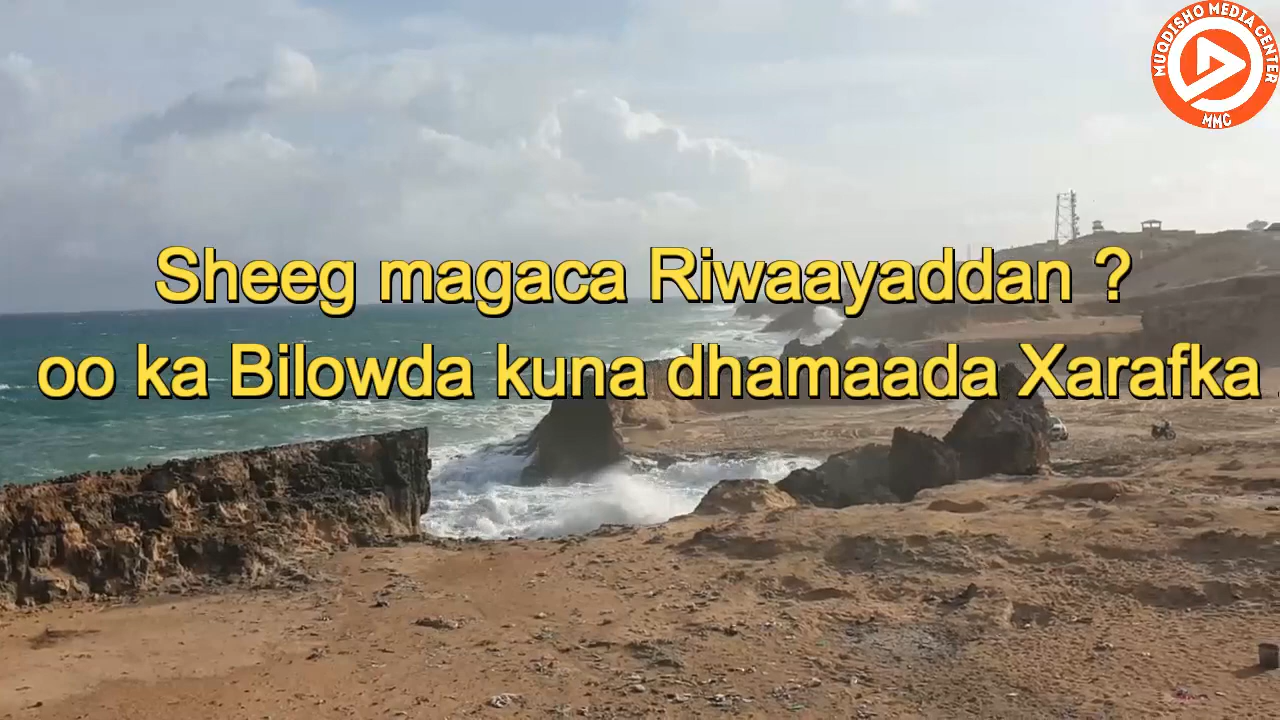 MUQDISHO MEDIA CENTER
MMC
Sheeg magaca Riwaayaddan ?
oo ka Bilowda kuna dhamaada Xarafka